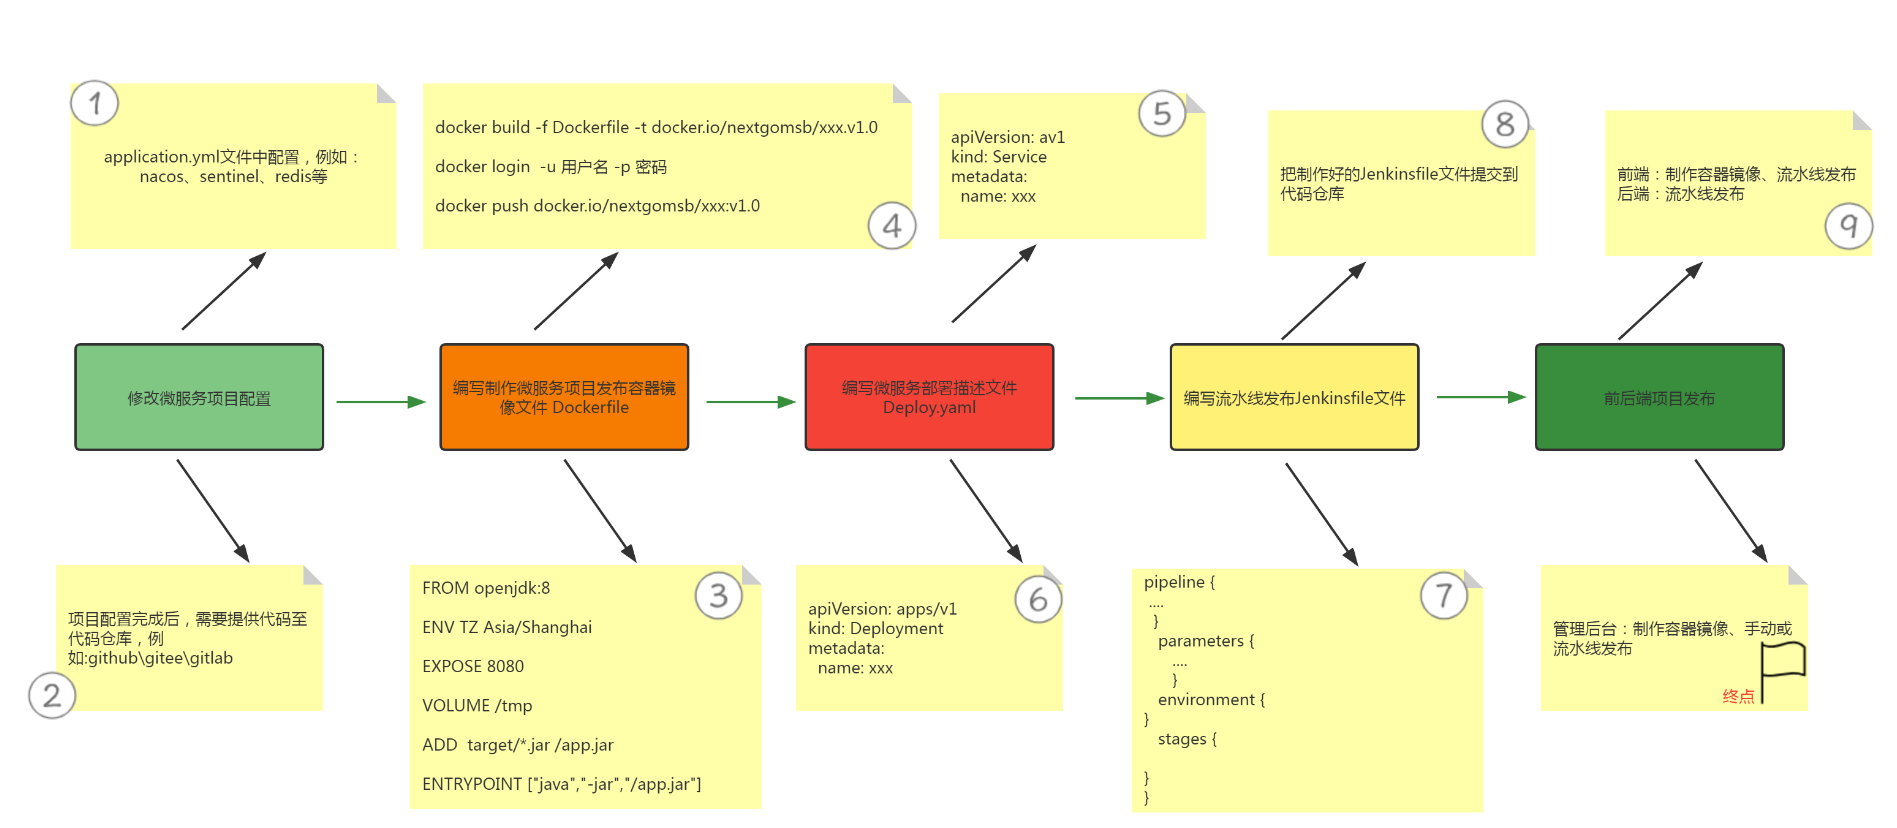 1
application.yml文件中配置，例如：
nacos、sentinel、redis等
docker build -f Dockerfile -t docker.io/nextgomsb/xxx.v1.0
docker login  -u 用户名 -p 密码
docker push docker.io/nextgomsb/xxx:v1.0
4
5
apiVersion: av1
kind: Service
metadata:
  name: xxx
8
把制作好的Jenkinsfile文件提交到
代码仓库
前端：制作容器镜像、流水线发布
后端：流水线发布
9
修改微服务项目配置
编写制作微服务项目发布容器镜
像文件 Dockerfile
编写微服务部署描述文件
Deploy.yaml
编写流水线发布Jenkinsfile文件
前后端项目发布
项目配置完成后，需要提供代码至
代码仓库，例
如:github\gitee\gitlab
2
3
FROM openjdk:8
ENV TZ Asia/Shanghai
EXPOSE 8080
VOLUME /tmp
ADD  target/*.jar /app.jar
ENTRYPOINT ["java","-jar","/app.jar"]
6
apiVersion: apps/v1
kind: Deployment
metadata:
  name: xxx
7
pipeline {
 ....
  }
   parameters {
      ....
      }
   environment {
}
   stages {
}
}
管理后台：制作容器镜像、手动或
流水线发布
终点